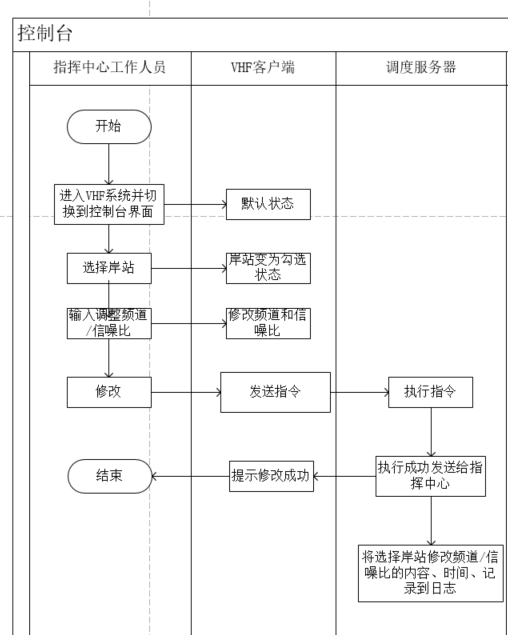 控制台
指挥中心工作人员
VHF客户端
调度服务器
开始
进入VHF系统并切
换到控制台界面
默认状态
选择岸站
岸站变为勾选
状态
输入调整频道
/信噪比
修改频道和信
噪比
修改
发送指令
执行指令
结束
提示修改成功
执行成功发送给指
挥中心
将选择岸站修改频道/信
噪比的内容、时间、记
录到日志